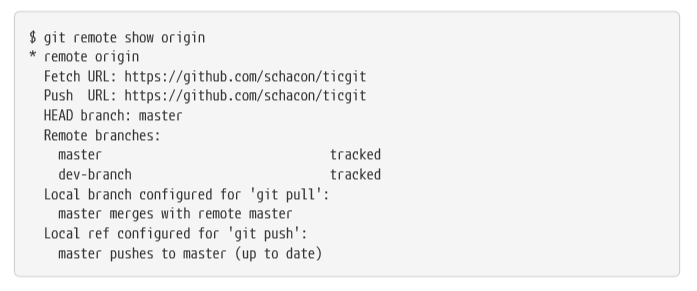 $ git remote show origin
* remote origin
  Fetch URL: https://github.com/schacon/ticgit
  Push  URL: https://github.com/schacon/ticgit
  HEAD branch: master
  Remote branches:
    master                               tracked
    dev-branch                           tracked
  Local branch configured for 'git pull':
    master merges with remote master
  Local ref configured for 'git push':
    master pushes to master (up to date)